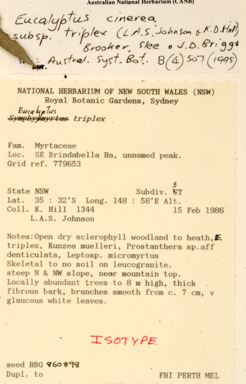 Australian National Herbarium (CANB)
Eucalyptus cinerea
subsp. triplex (L.A.S. Johnson & K.D. Hill)
Brooker, Slee & J.D. Briggs
Austral. Syst. Bot. 8(4) 507 (1995)
NATIONAL HERBARIUM OF NEW SOUTH WALES (NSW)
Royal Botanic Gardens, Sydney
Eucalyptus
Symphyomyrtus triplex
Fam. Myrtaceae
Loc. SE Brindabella Ra, unnamed peak.
Grid ref. 779653
State NSW Subdiv. ST
Lat. 35 : 32'S Long. 148 : 58'E Alt.
Coll. K. Hill 1344 15 Feb 1986
L.A.S. Johnson
Notes:Open dry sclerophyll woodland to heath, E
triplex, Kunzea muelleri, Prostanthera sp.aff
denticulata, Leptosp. micromyrtus
Skeletal to no soil on leucogranite.
steep N & NW slope, near mountain top.
Locally abundant trees to 8 m high, thick
fibrous bark, branches smooth from c. 7 cm, v
glaucous white leaves.
ISOTYPE
seed RBG 860898
Dupl. to FRI PERTH MEL